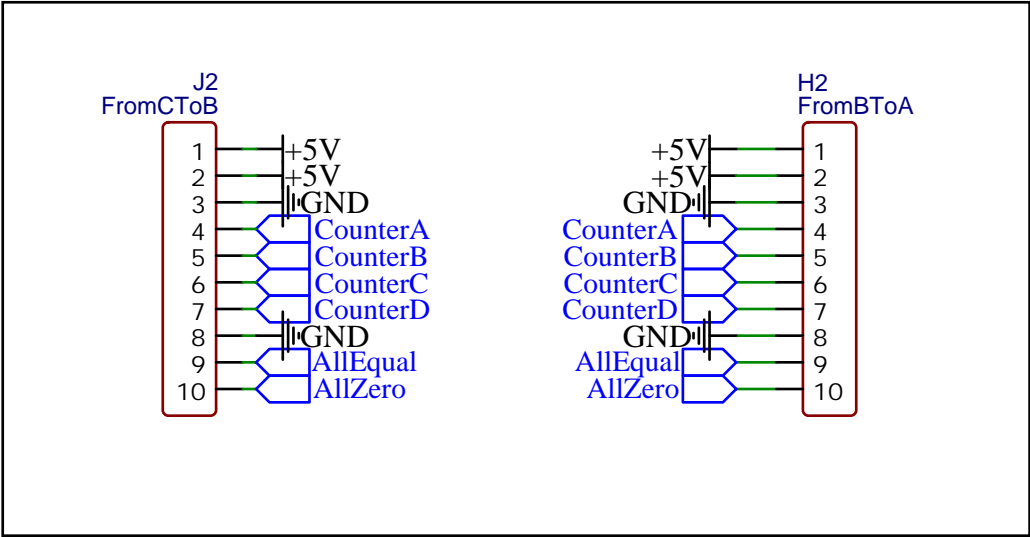 J2
FromCToB
1 +5V
2 +5V
3 GND
4 CounterA
5 CounterB
6 CounterC
7 CounterD
8 GND
9 AllEqual
10 AllZero
H2
FromBToA
+5V 1
+5V 2
GND 3
CounterA 4
CounterB 5
CounterC 6
CounterD 7
GND 8
AllEqual 9
AllZero 10